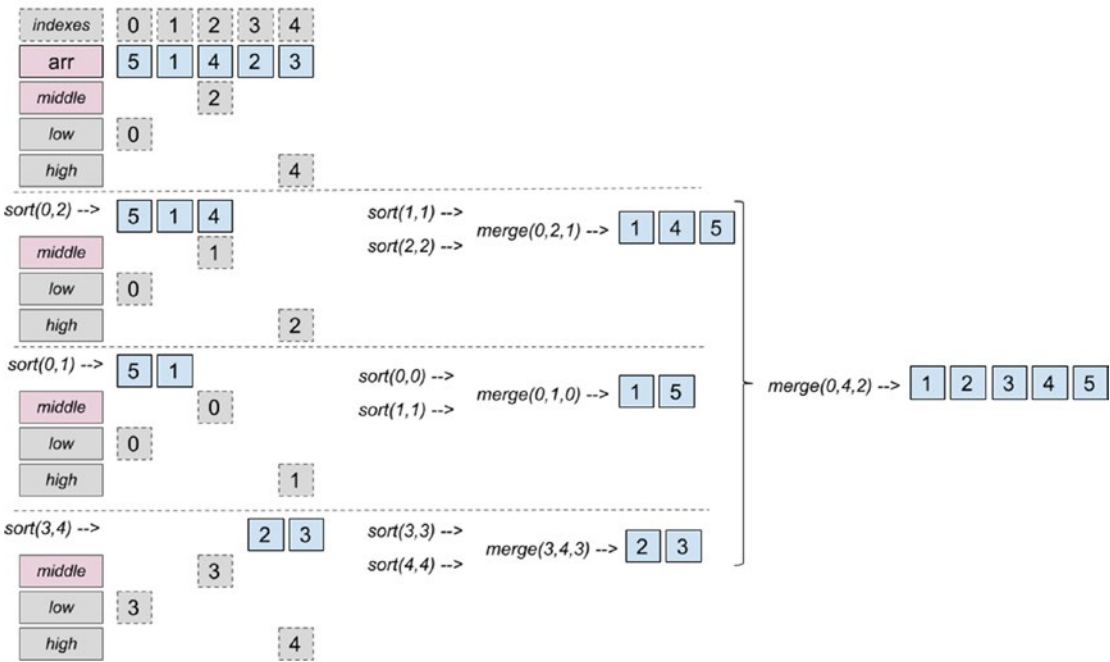 indexes 0 1 2 3 4
arr 5 1 4 2 3
middle 2
low 0
high 4
sort(0,2) --> 5 1 4
sort(1,1) -->
sort(2,2) -->
merge(0,2,1) --> 1 4 5
middle 1
low 0
high 2
sort(0,1) --> 5 1
sort(0,0) -->
sort(1,1) -->
merge(0,1,0) --> 1 5
middle 0
low 0
high 1
merge(0,4,2) --> 1 2 3 4 5
sort(3,4) --> 2 3
sort(3,3) -->
sort(4,4) -->
merge(3,4,3) --> 2 3
middle 3
low 3
high 4